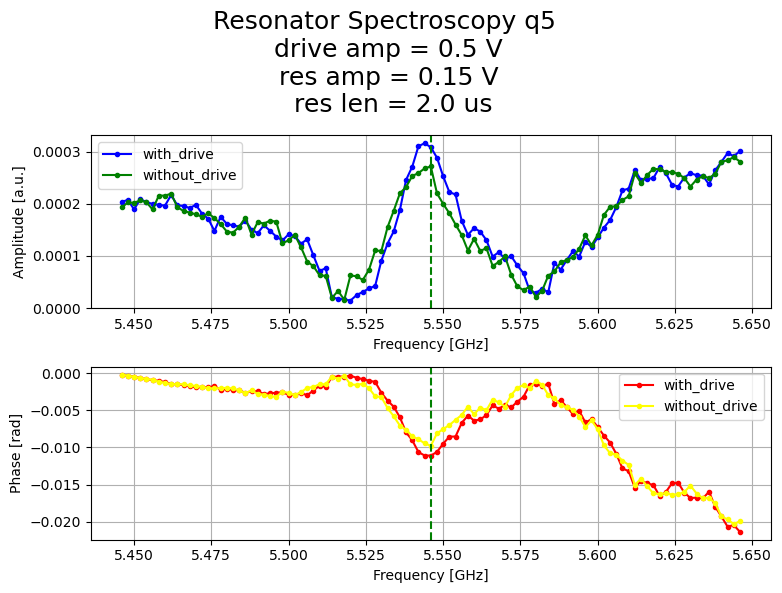 Resonator Spectroscopy q5
drive amp = 0.5 V
res amp = 0.15 V
res len = 2.0 us
Amplitude [a.u.]
0.0003
0.0002
0.0001
0.0000
with_drive
without_drive
5.450 5.475 5.500 5.525 5.550 5.575 5.600 5.625 5.650
Frequency [GHz]
Phase [rad]
0.000
−0.005
−0.010
−0.015
−0.020
with_drive
without_drive
5.450 5.475 5.500 5.525 5.550 5.575 5.600 5.625 5.650
Frequency [GHz]